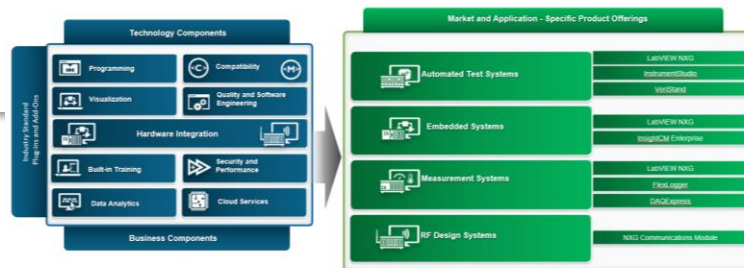 Technology Components
Industry Standard
Plug-ins and Add-Ons
Programming
Compatibility
Visualization
Quality and Software
Engineering
Hardware Integration
Built-in Training
Security and
Performance
Data Analytics
Cloud Services
Business Components
Market and Application - Specific Product Offerings
Automated Test Systems
LabVIEW NXG
InstrumentStudio
VeriStand
Embedded Systems
LabVIEW NXG
InsightCM Enterprise
Measurement Systems
LabVIEW NXG
FlexLogger
DAQExpress
RF Design Systems
NXG Communications Module